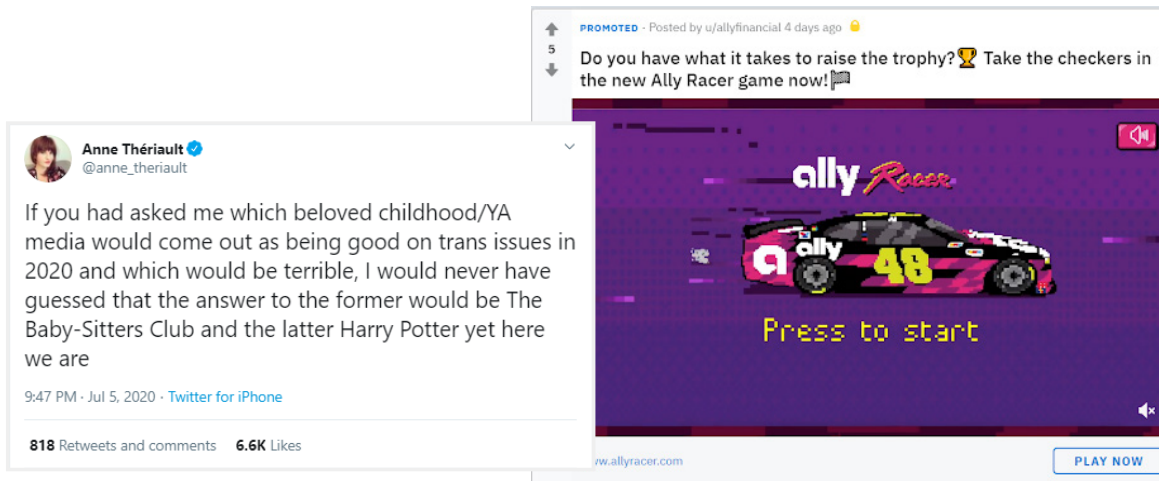 Anne Thériault
@anne_theriault
If you had asked me which beloved childhood/YA
media would come out as being good on trans issues in
2020 and which would be terrible, I would never have
guessed that the answer to the former would be The
Baby-Sitters Club and the latter Harry Potter yet here
we are
9:47 PM · Jul 5, 2020 · Twitter for iPhone
818 Retweets and comments 6.6K Likes
PROMOTED · Posted by u/allyfinancial 4 days ago
5
Do you have what it takes to raise the trophy?🏆 Take the checkers in
the new Ally Racer game now!🏁
ally Racer
a ally 48
Press to start
ww.allyracer.com
PLAY NOW